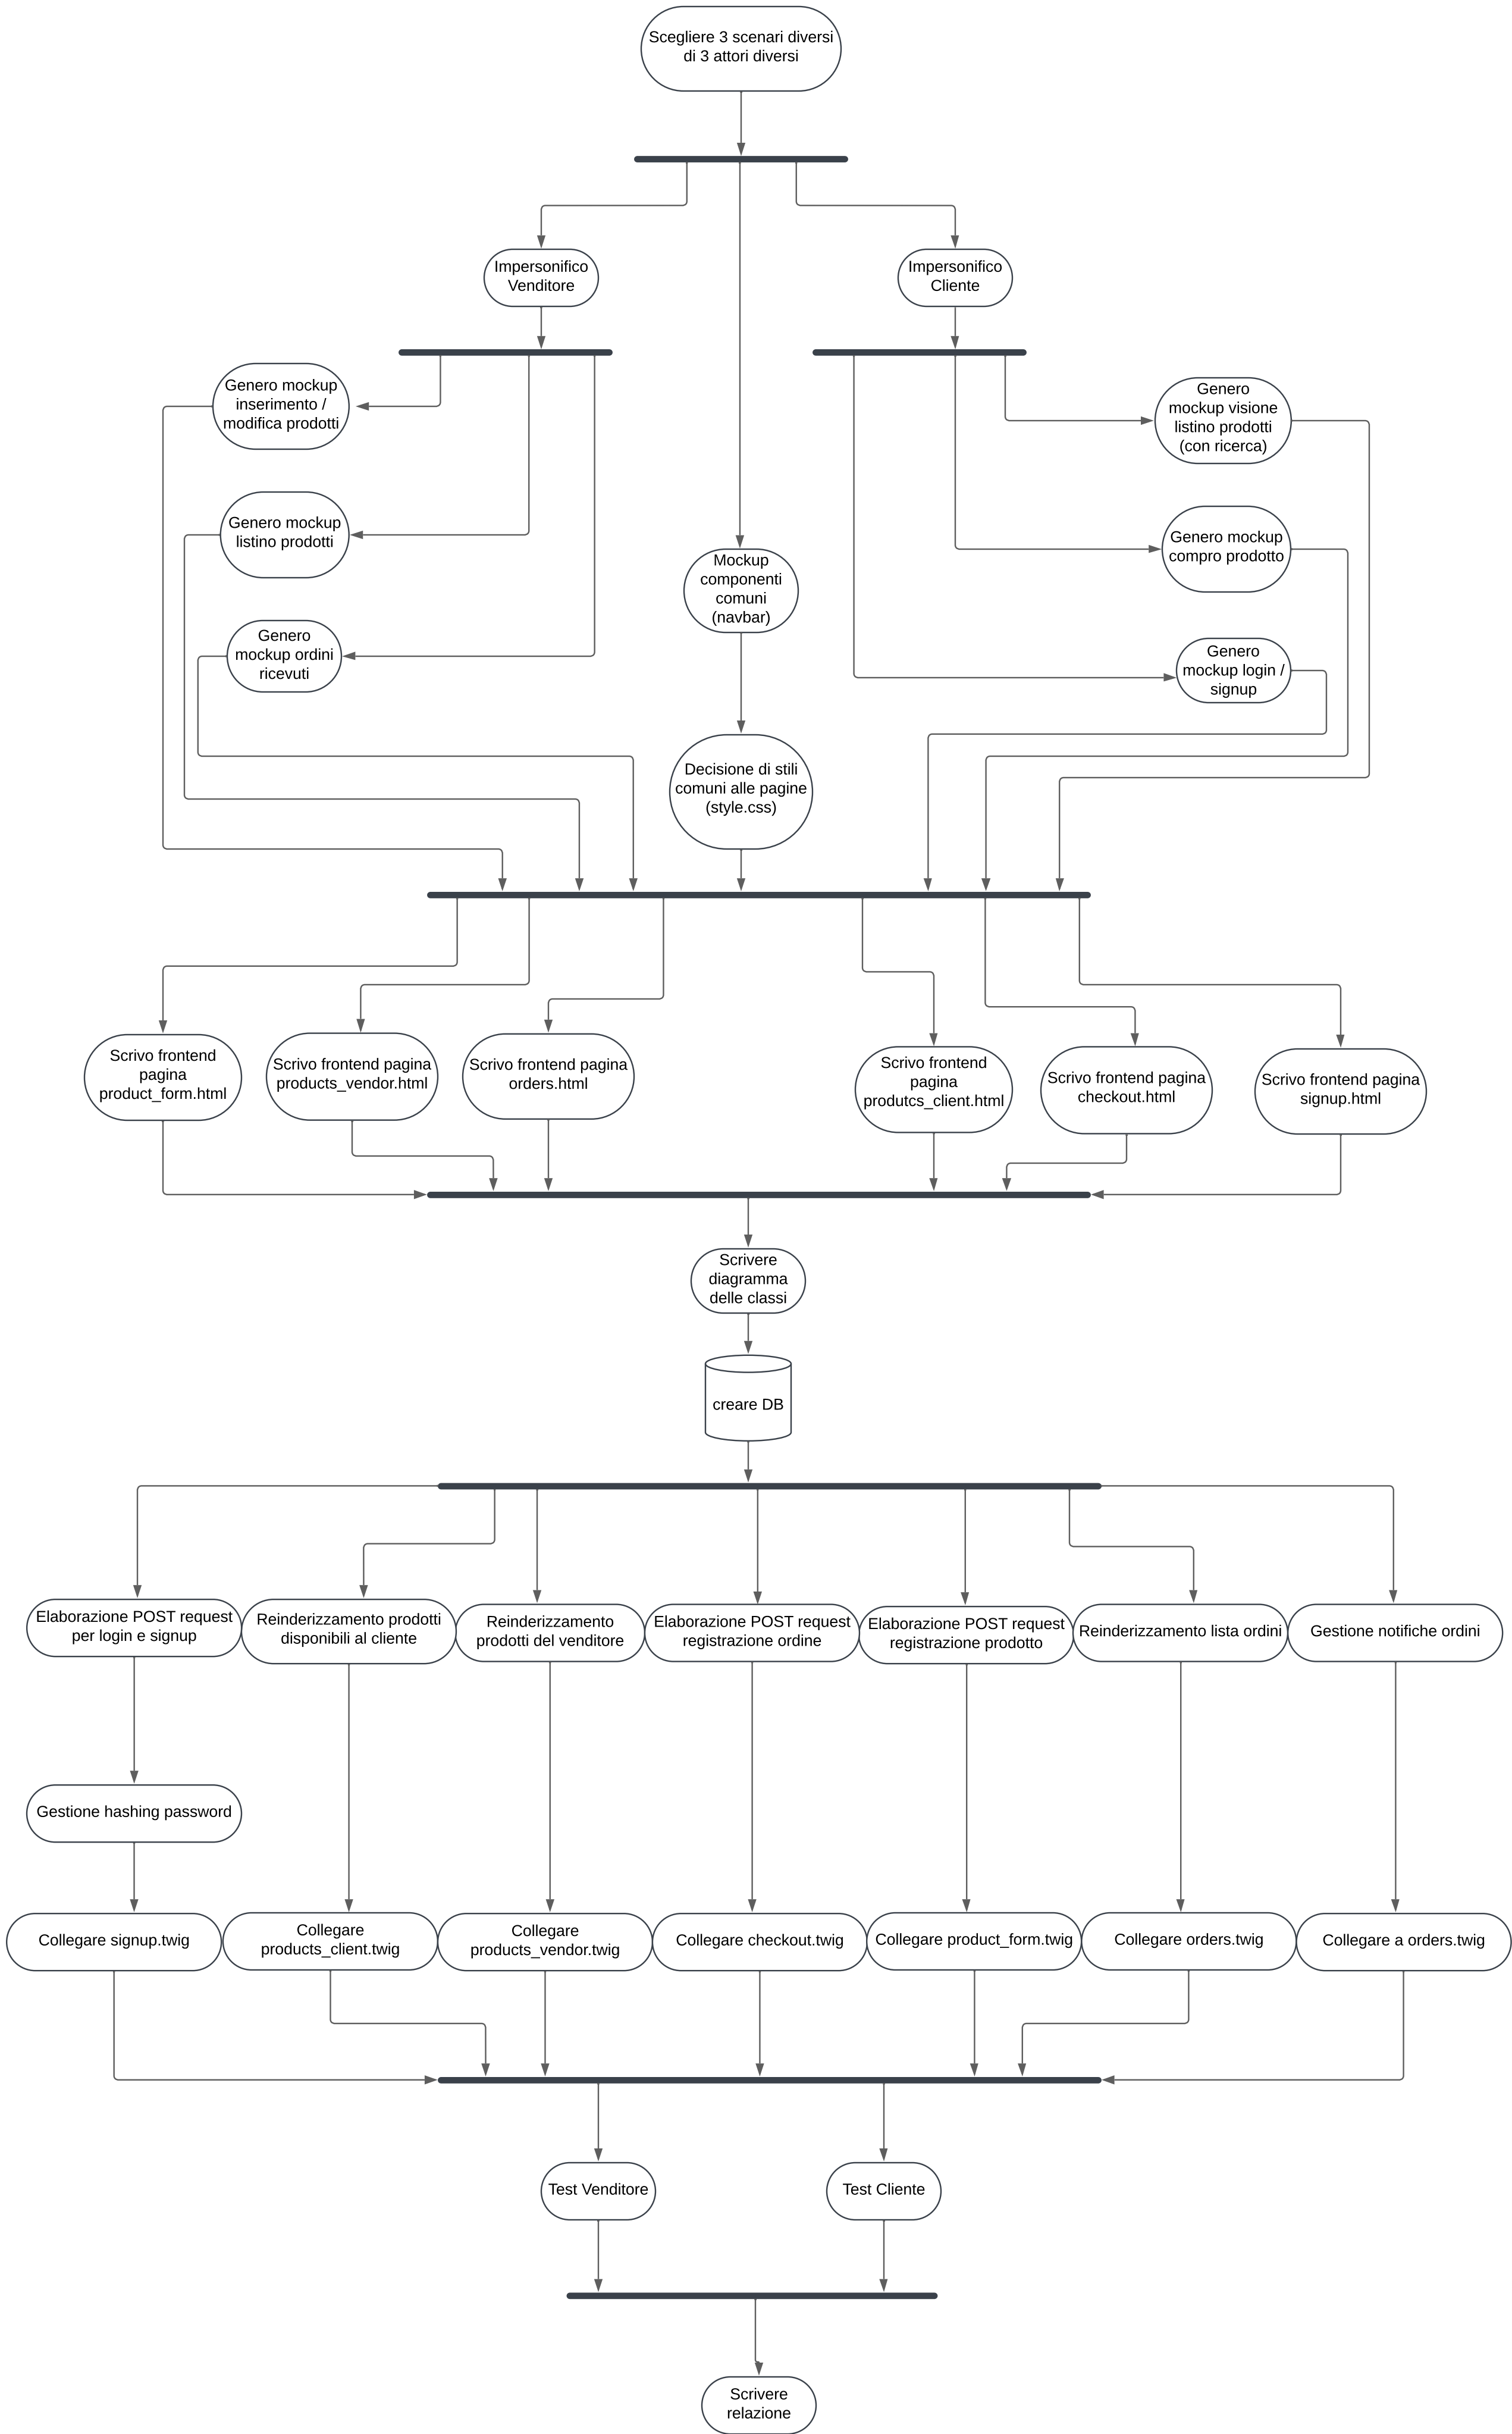 Scegliere 3 scenari diversi
di 3 attori diversi
Impersonifico
Venditore
Impersonifico
Cliente
Genero mockup
inserimento /
modifica prodotti
Genero
mockup visione
listino prodotti
(con ricerca)
Genero mockup
listino prodotti
Genero mockup
compro prodotto
Mockup
componenti
comuni
(navbar)
Genero
mockup ordini
ricevuti
Genero
mockup login /
signup
Decisione di stili
comuni alle pagine
(style.css)
Scrivo frontend
pagina
product_form.html
Scrivo frontend pagina
products_vendor.html
Scrivo frontend pagina
orders.html
Scrivo frontend
pagina
produtcs_client.html
Scrivo frontend pagina
checkout.html
Scrivo frontend pagina
signup.html
Scrivere
diagramma
delle classi
creare DB
Elaborazione POST request
per login e signup
Reinderizzamento prodotti
disponibili al cliente
Reinderizzamento
prodotti del venditore
Elaborazione POST request
registrazione ordine
Elaborazione POST request
registrazione prodotto
Reinderizzamento lista ordini
Gestione notifiche ordini
Gestione hashing password
Collegare signup.twig
Collegare
products_client.twig
Collegare
products_vendor.twig
Collegare checkout.twig
Collegare product_form.twig
Collegare orders.twig
Collegare a orders.twig
Test Venditore
Test Cliente
Scrivere
relazione